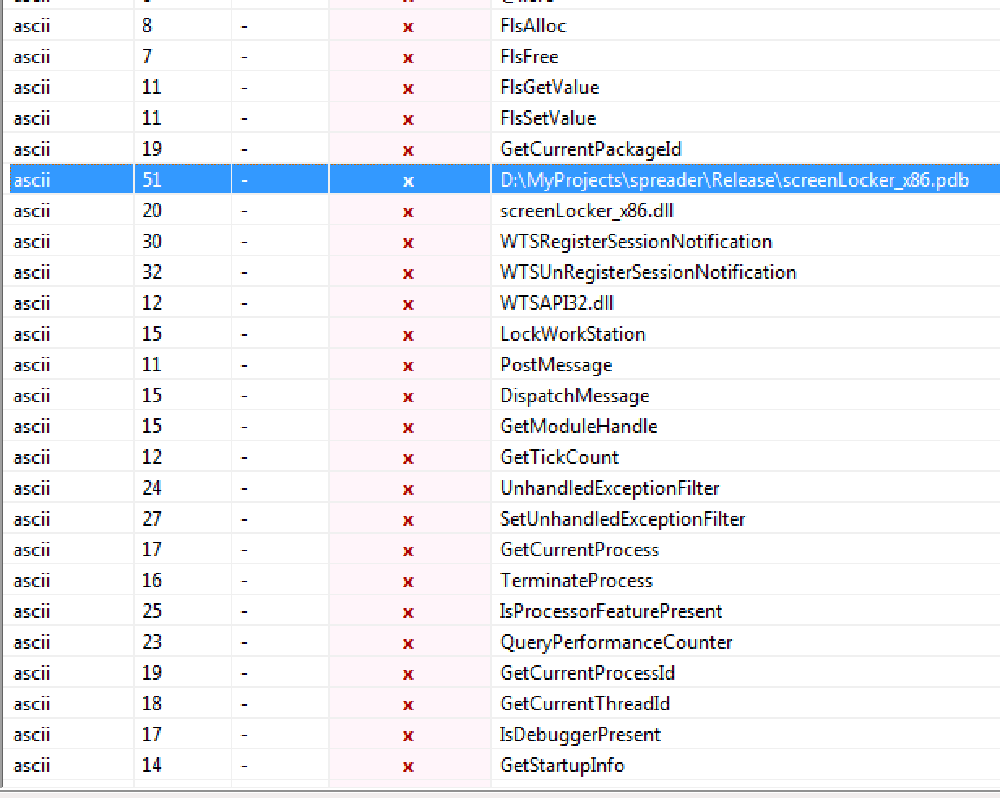 ascii 8 - x FlsAlloc
ascii 7 - x FlsFree
ascii 11 - x FlsGetValue
ascii 11 - x FlsSetValue
ascii 19 - x GetCurrentPackageId
ascii 51 - x D:\MyProjects\spreader\Release\screenLocker_x86.pdb
ascii 20 - x screenLocker_x86.dll
ascii 30 - x WTSRegisterSessionNotification
ascii 32 - x WTSUnRegisterSessionNotification
ascii 12 - x WTSAPI32.dll
ascii 15 - x LockWorkStation
ascii 11 - x PostMessage
ascii 15 - x DispatchMessage
ascii 15 - x GetModuleHandle
ascii 12 - x GetTickCount
ascii 24 - x UnhandledExceptionFilter
ascii 27 - x SetUnhandledExceptionFilter
ascii 17 - x GetCurrentProcess
ascii 16 - x TerminateProcess
ascii 25 - x IsProcessorFeaturePresent
ascii 23 - x QueryPerformanceCounter
ascii 19 - x GetCurrentProcessId
ascii 18 - x GetCurrentThreadId
ascii 17 - x IsDebuggerPresent
ascii 14 - x GetStartupInfo